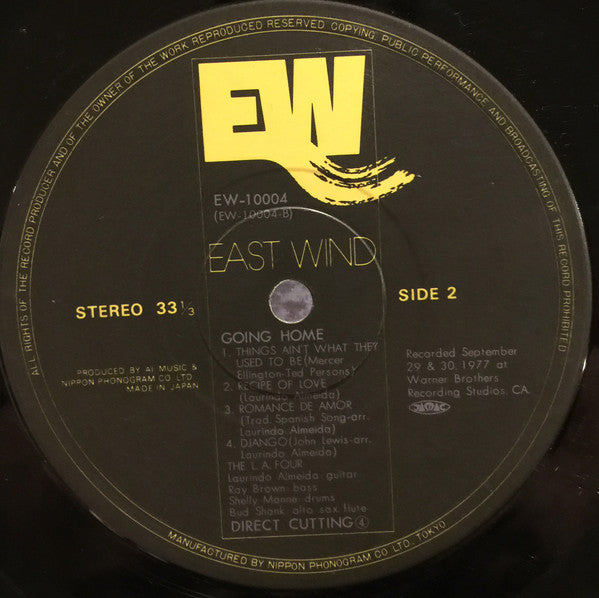 ALL RIGHTS OF THE RECORD PRODUCER AND OF THE OWNER OF THE WORK REPRODUCED RESERVED COPYING, PUBLIC PERFORMANCE AND BROADCASTING OF THIS RECORD PROHIBITED
EW
EW-10004
(EW-10004-B)
EAST WIND
STEREO 33 1/3
SIDE 2
GOING HOME
1. THINGS AIN'T WHAT THEY
USED TO BE (Mercer
Ellington-Ted Persons)
2. RECIPE OF LOVE
(Laurindo Almeida)
3. ROMANCE DE AMOR
(Trad. Spanish Song-arr.
Laurindo Almeida)
4. DJANGO (John Lewis-arr.
Laurindo Almeida)
THE L.A. FOUR
Laurindo Almeida: guitar
Ray Brown: bass
Shelly Manne: drums
Bud Shank: alto sax, flute
DIRECT CUTTING ④
PRODUCED BY AI MUSIC &
NIPPON PHONOGRAM CO. LTD.
MADE IN JAPAN
Recorded September
29 & 30, 1977 at
Warner Brothers
Recording Studios, CA.
JASRAC
MANUFACTURED BY NIPPON PHONOGRAM CO. LTD., TOKYO